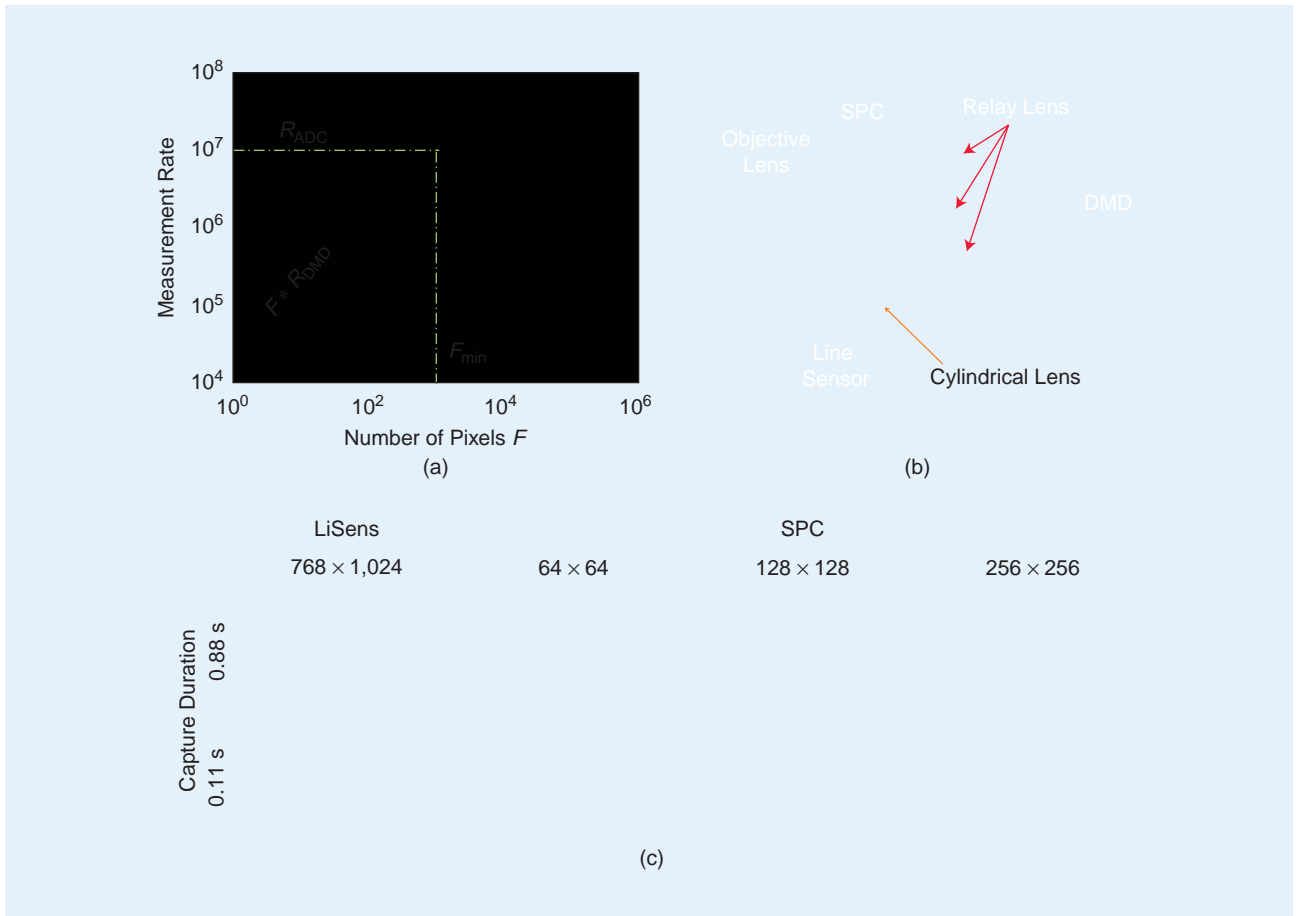 10^8
10^7
10^6
10^5
10^4
Measurement Rate
R_ADC
F * R_DMD
F_min
10^0 10^2 10^4 10^6
Number of Pixels F
(a)
SPC
Relay Lens
Objective
Lens
DMD
Line
Sensor
Cylindrical Lens
(b)
LiSens SPC
768 × 1,024 64 × 64 128 × 128 256 × 256
Capture Duration
0.88 s
0.11 s
(c)